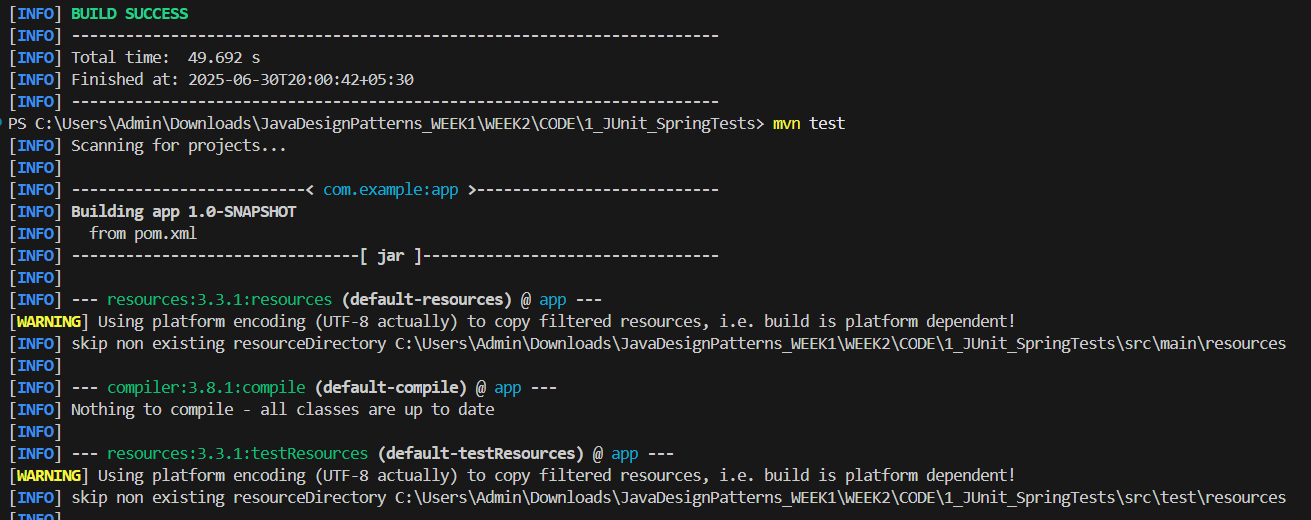 [INFO] BUILD SUCCESS
[INFO] ------------------------------------------------------------------------
[INFO] Total time:  49.692 s
[INFO] Finished at: 2025-06-30T20:00:42+05:30
[INFO] ------------------------------------------------------------------------
PS C:\Users\Admin\Downloads\JavaDesignPatterns_WEEK1\WEEK2\CODE\1_JUnit_SpringTests> mvn test
[INFO] Scanning for projects...
[INFO]
[INFO] --------------------------< com.example:app >---------------------------
[INFO] Building app 1.0-SNAPSHOT
[INFO]   from pom.xml
[INFO] --------------------------------[ jar ]---------------------------------
[INFO]
[INFO] --- resources:3.3.1:resources (default-resources) @ app ---
[WARNING] Using platform encoding (UTF-8 actually) to copy filtered resources, i.e. build is platform dependent!
[INFO] skip non existing resourceDirectory C:\Users\Admin\Downloads\JavaDesignPatterns_WEEK1\WEEK2\CODE\1_JUnit_SpringTests\src\main\resources
[INFO]
[INFO] --- compiler:3.8.1:compile (default-compile) @ app ---
[INFO] Nothing to compile - all classes are up to date
[INFO]
[INFO] --- resources:3.3.1:testResources (default-testResources) @ app ---
[WARNING] Using platform encoding (UTF-8 actually) to copy filtered resources, i.e. build is platform dependent!
[INFO] skip non existing resourceDirectory C:\Users\Admin\Downloads\JavaDesignPatterns_WEEK1\WEEK2\CODE\1_JUnit_SpringTests\src\test\resources
[INFO]